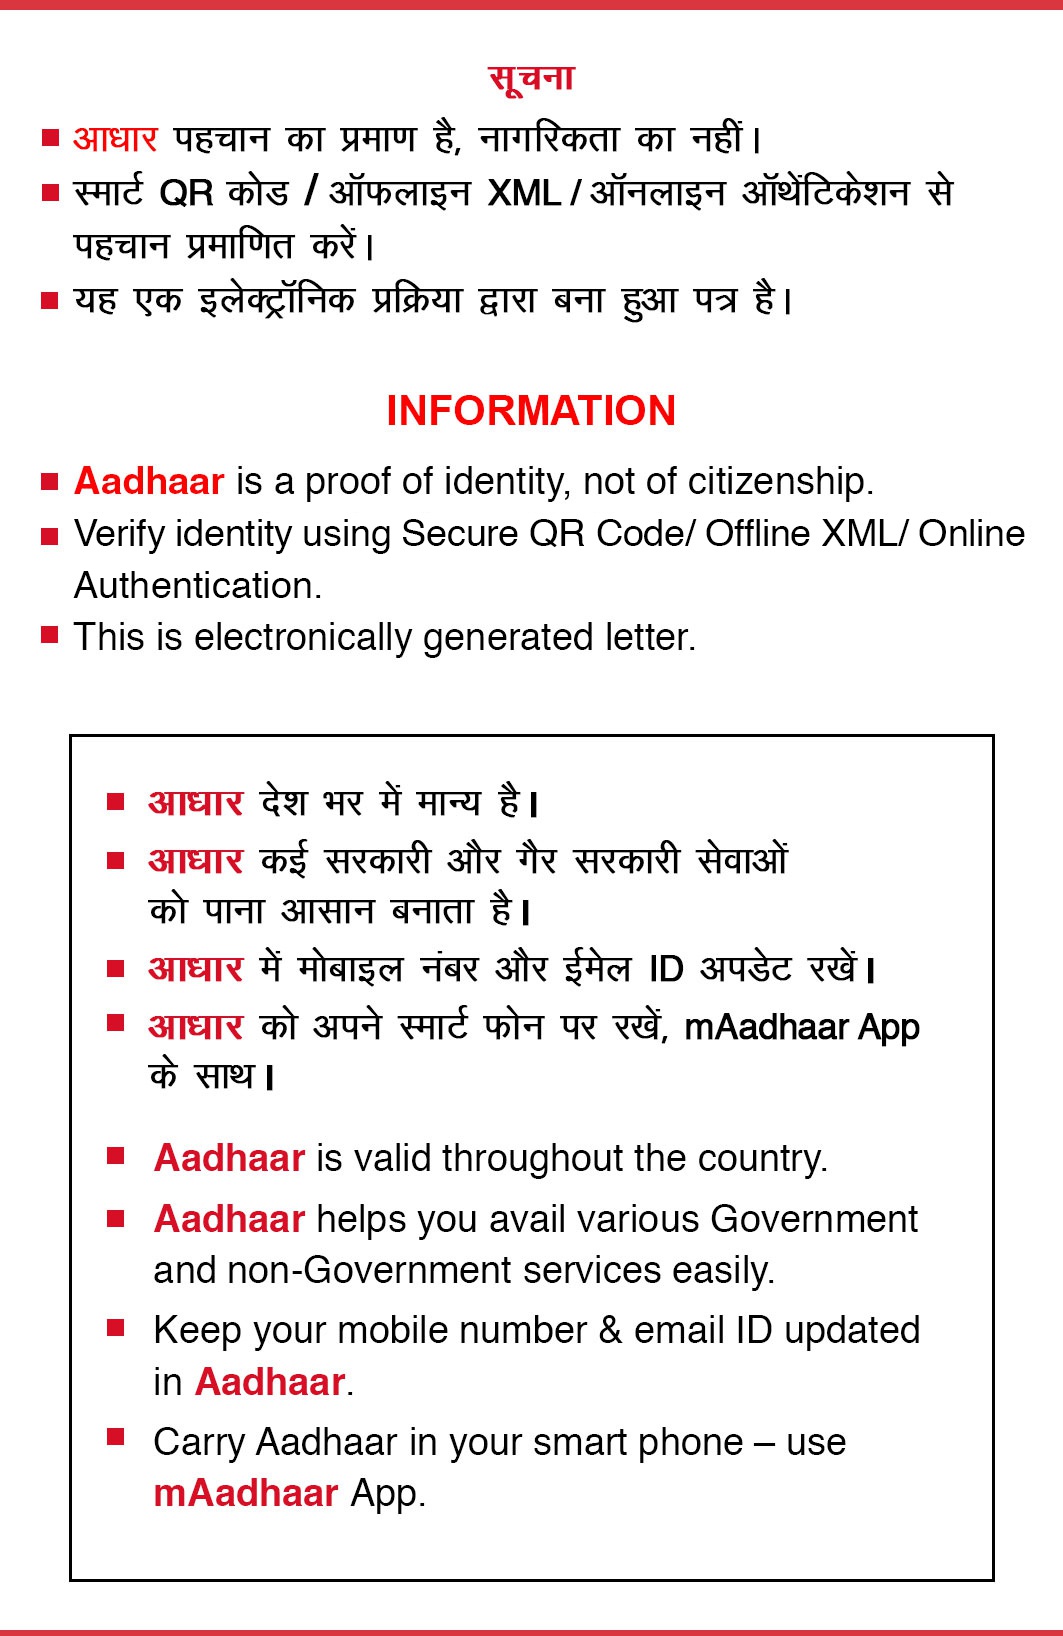 सूचना
आधार पहचान का प्रमाण है, नागरिकता का नहीं।
स्मार्ट QR कोड / ऑफलाइन XML / ऑनलाइन ऑथेंटिकेशन से
पहचान प्रमाणित करें।
यह एक इलेक्ट्रॉनिक प्रक्रिया द्वारा बना हुआ पत्र है।
INFORMATION
Aadhaar is a proof of identity, not of citizenship.
Verify identity using Secure QR Code/ Offline XML/ Online
Authentication.
This is electronically generated letter.
आधार देश भर में मान्य है।
आधार कई सरकारी और गैर सरकारी सेवाओं
को पाना आसान बनाता है।
आधार में मोबाइल नंबर और ईमेल ID अपडेट रखें।
आधार को अपने स्मार्ट फोन पर रखें, mAadhaar App
के साथ।
Aadhaar is valid throughout the country.
Aadhaar helps you avail various Government
and non-Government services easily.
Keep your mobile number & email ID updated
in Aadhaar.
Carry Aadhaar in your smart phone – use
mAadhaar App.